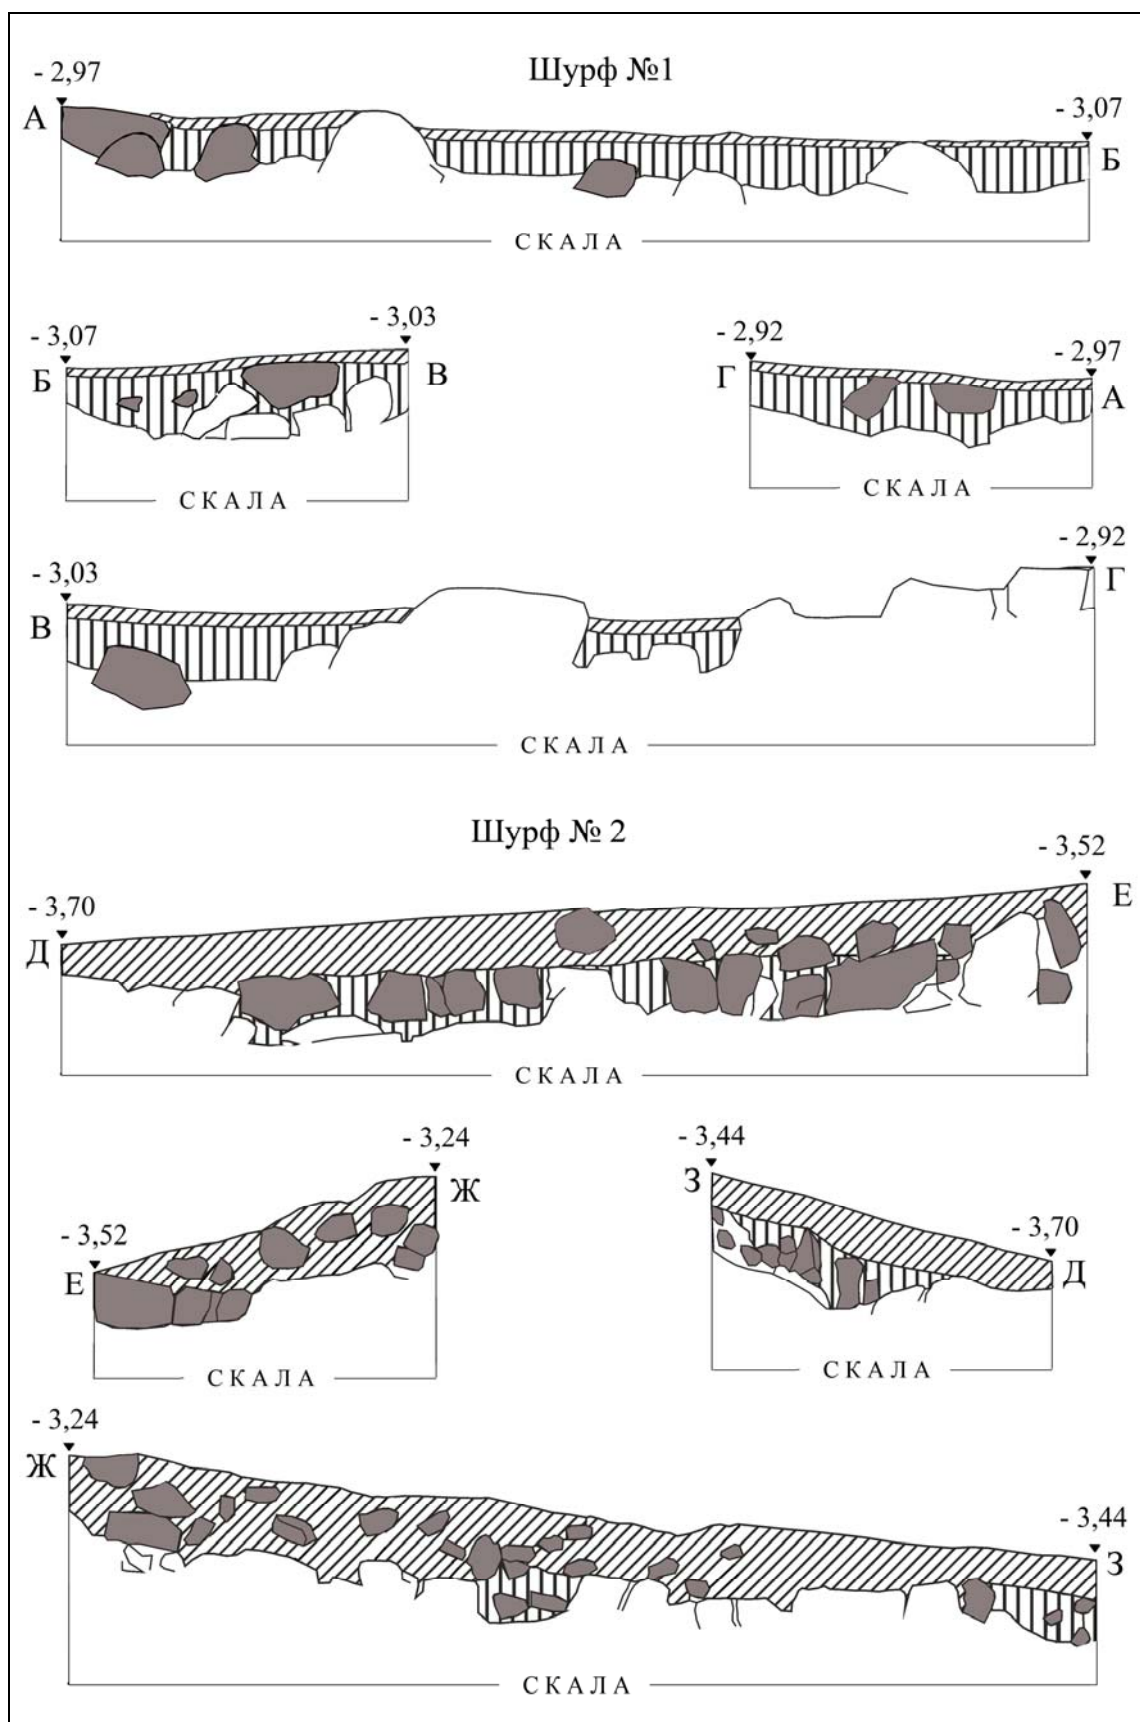 Шурф №1
- 2,97
А
- 3,07
Б
СКАЛА
- 3,07
Б
- 3,03
В
СКАЛА
- 2,92
Г
- 2,97
А
СКАЛА
- 3,03
В
- 2,92
Г
СКАЛА
Шурф № 2
- 3,70
Д
- 3,52
Е
СКАЛА
- 3,52
Е
- 3,24
Ж
СКАЛА
- 3,44
З
- 3,70
Д
СКАЛА
- 3,24
Ж
- 3,44
З
СКАЛА